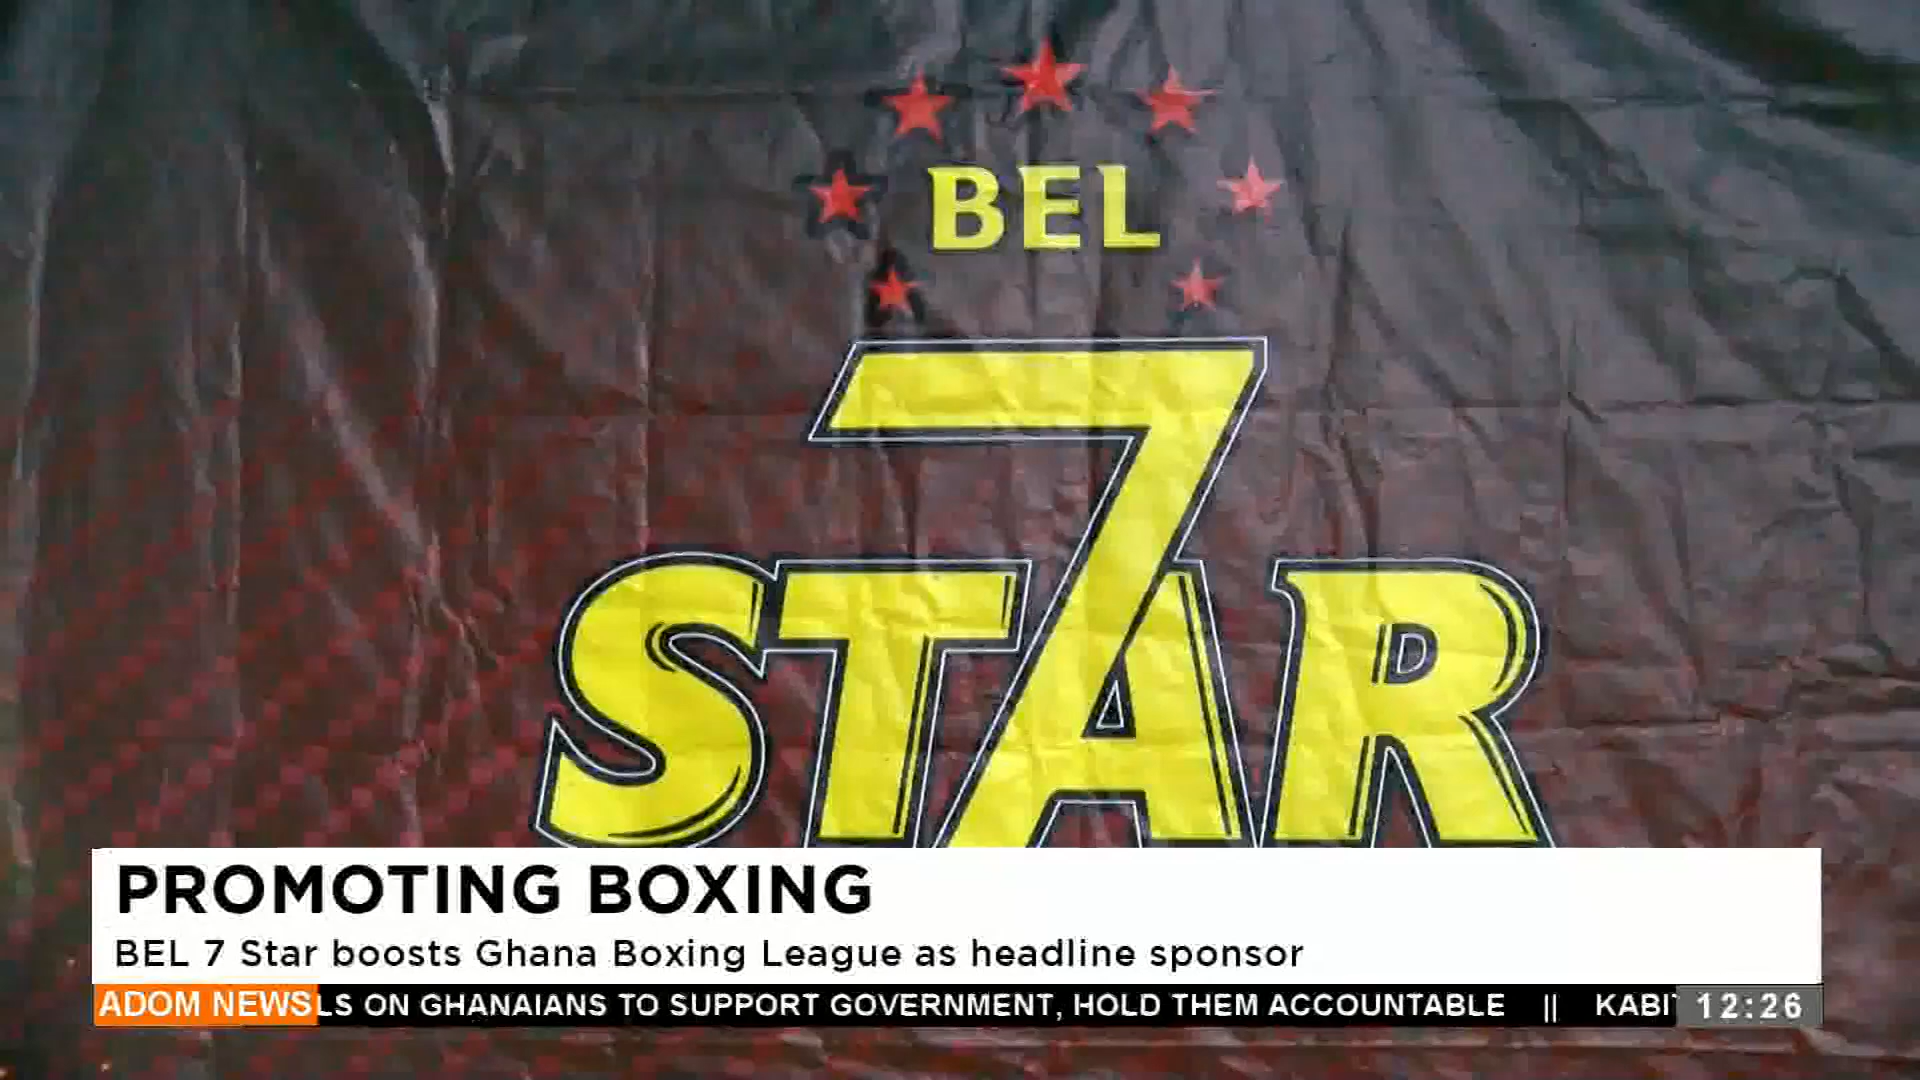 BEL
7
STAR
PROMOTING BOXING
BEL 7 Star boosts Ghana Boxing League as headline sponsor
ADOM NEWS
LS ON GHANAIANS TO SUPPORT GOVERNMENT, HOLD THEM ACCOUNTABLE || KABI
12:26